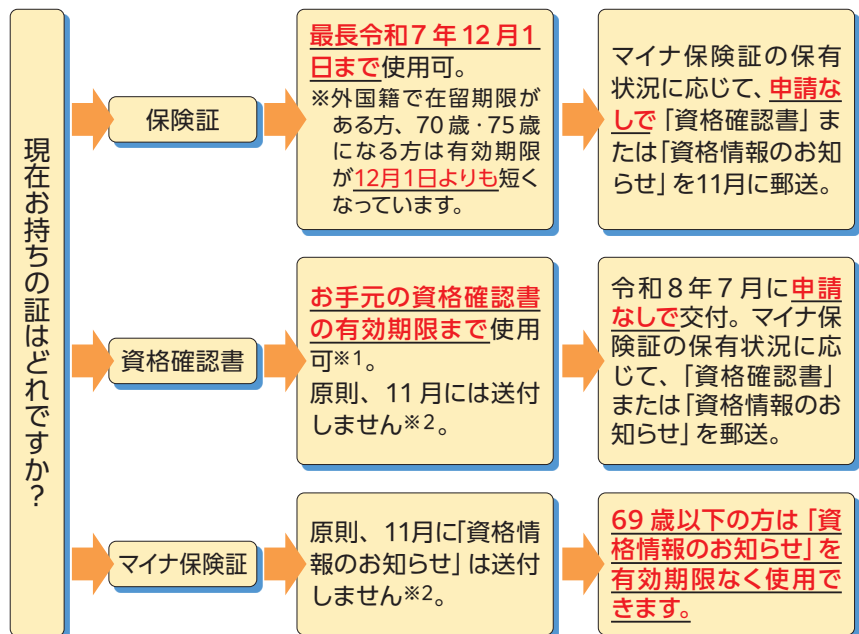 現在お持ちの証はどれですか？
保険証
最長令和7年12月1
日まで使用可。
※外国籍で在留期限が
ある方、70歳・75歳
になる方は有効期限
が12月1日よりも短く
なっています。
マイナ保険証の保有
状況に応じて、申請な
しで「資格確認書」ま
たは「資格情報のお知
らせ」を11月に郵送。
資格確認書
お手元の資格確認書
の有効期限まで使用
可※1。
原則、11月には送付
しません※2。
令和8年7月に申請
なしで交付。マイナ保
険証の保有状況に応
じて、「資格確認書」
または「資格情報のお
知らせ」を郵送。
マイナ保険証
原則、11月に「資格情
報のお知らせ」は送付
しません※2。
69歳以下の方は「資
格情報のお知らせ」を
有効期限なく使用で
きます。